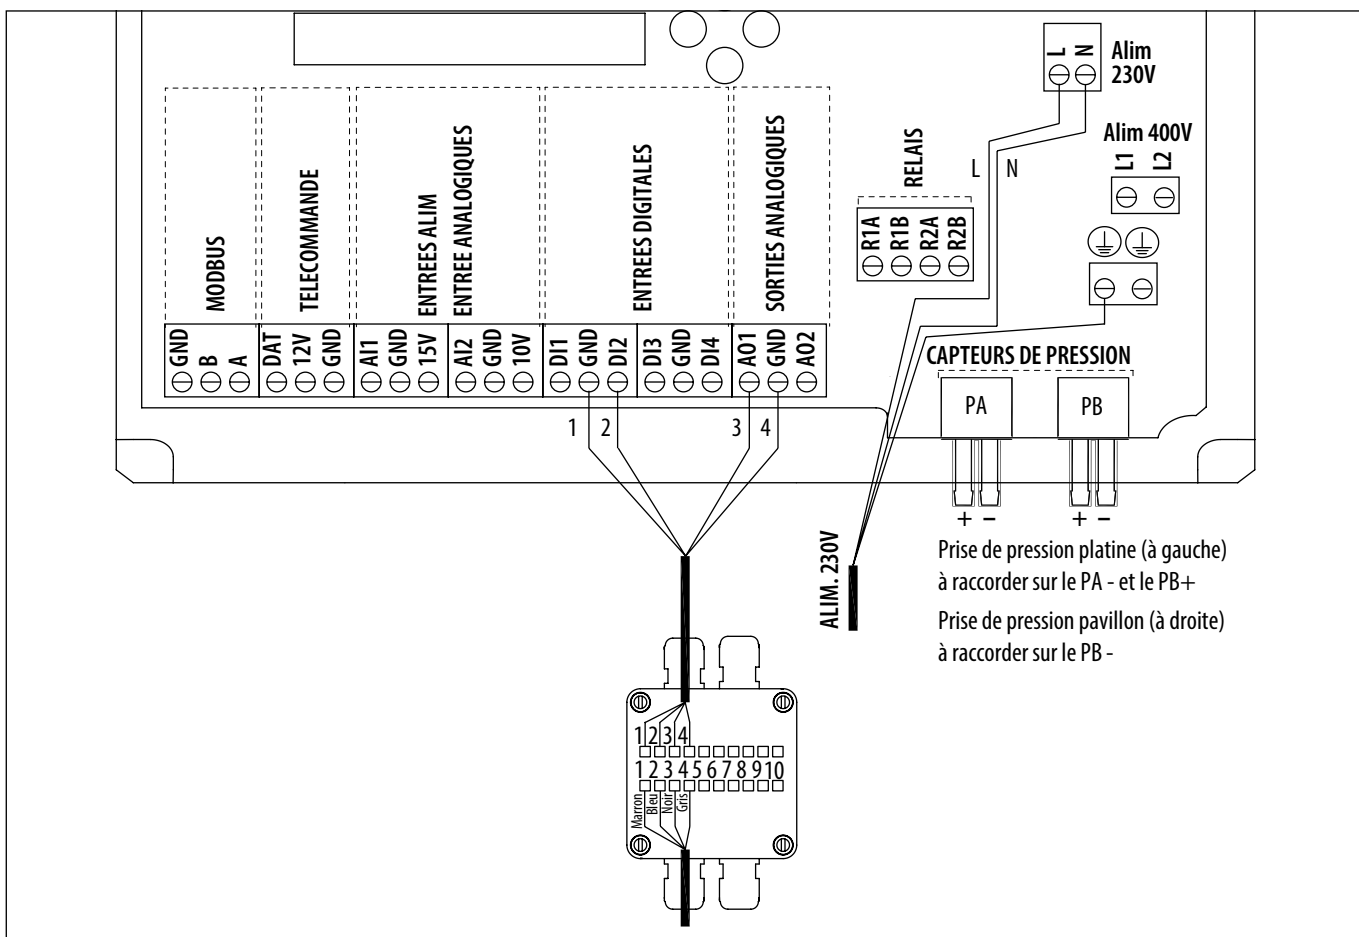 L N
Alim
230V
Alim 400V
L1 L2
L N
RELAIS
R1A R1B R2A R2B
MODBUS
TELECOMMANDE
ENTREES ALIM
ENTREE ANALOGIQUES
ENTREES DIGITALES
SORTIES ANALOGIQUES
GND B A DAT 12V GND AI1 GND 15V AI2 GND 10V DI1 GND DI2 DI3 GND DI4 AO1 GND AO2
CAPTEURS DE PRESSION
PA PB
1 2 3 4
+ - + -
ALIM. 230V
Prise de pression platine (à gauche)
à raccorder sur le PA - et le PB+
Prise de pression pavillon (à droite)
à raccorder sur le PB -
1 2 3 4
1 2 3 4 5 6 7 8 9 10
Marron
Bleu
Noir
Gris